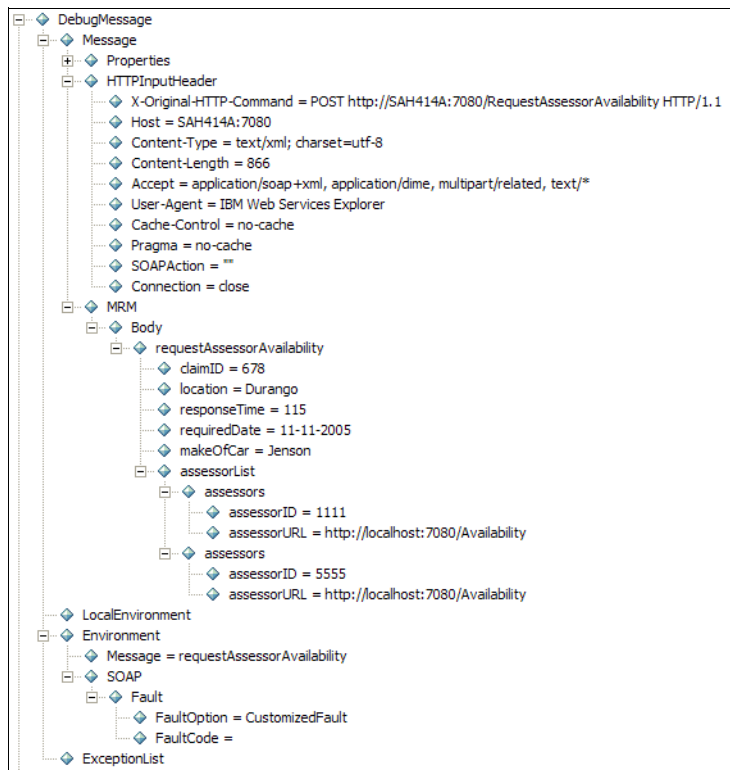 DebugMessage
Message
Properties
HTTPInputHeader
X-Original-HTTP-Command = POST http://SAH414A:7080/RequestAssessorAvailability HTTP/1.1
Host = SAH414A:7080
Content-Type = text/xml; charset=utf-8
Content-Length = 866
Accept = application/soap+xml, application/dime, multipart/related, text/*
User-Agent = IBM Web Services Explorer
Cache-Control = no-cache
Pragma = no-cache
SOAPAction = ""
Connection = close
MRM
Body
requestAssessorAvailability
claimID = 678
location = Durango
responseTime = 115
requiredDate = 11-11-2005
makeOfCar = Jenson
assessorList
assessors
assessorID = 1111
assessorURL = http://localhost:7080/Availability
assessors
assessorID = 5555
assessorURL = http://localhost:7080/Availability
LocalEnvironment
Environment
Message = requestAssessorAvailability
SOAP
Fault
FaultOption = CustomizedFault
FaultCode =
ExceptionList